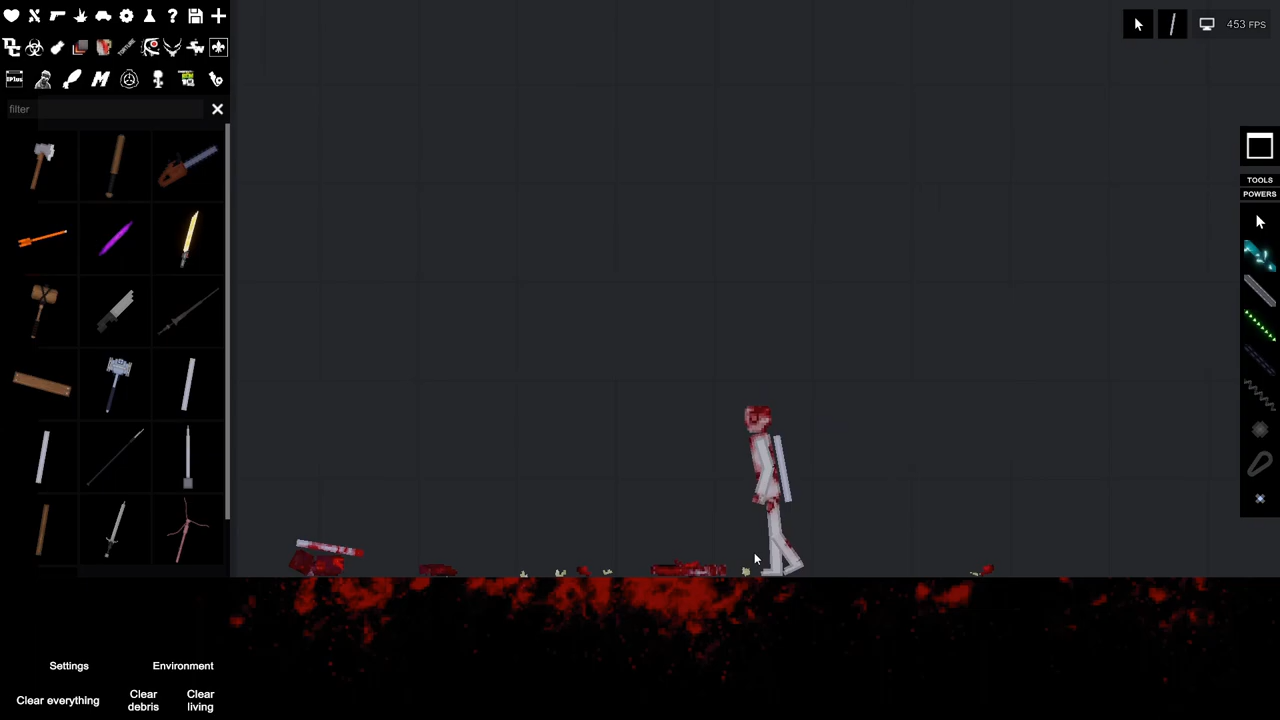 453 FPS
filter
TOOLS
POWERS
Settings
Environment
Clear everything
Clear debris
Clear living